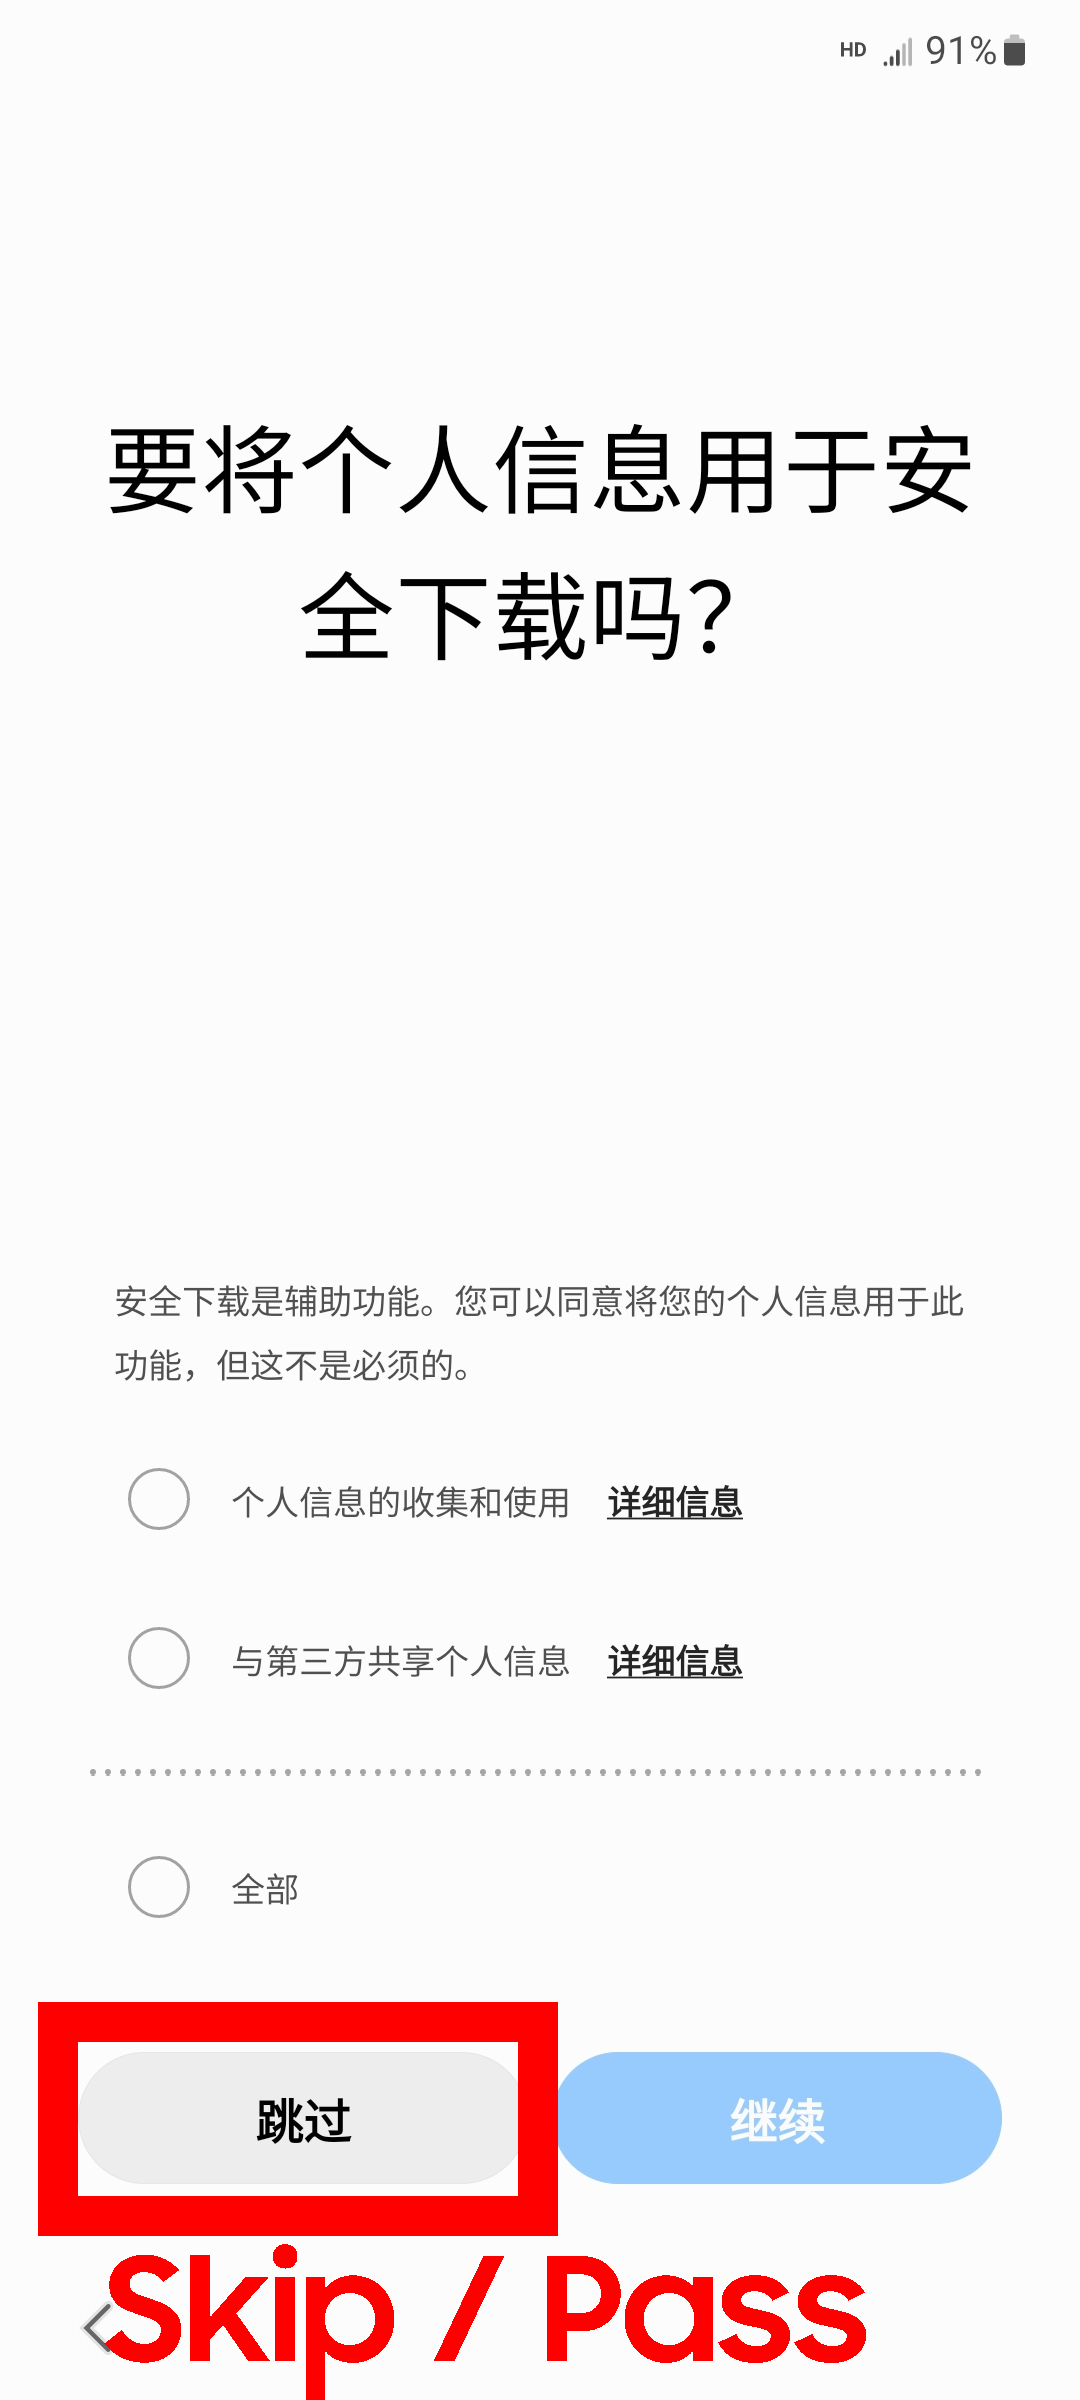 HD 91%
要将个人信息用于安
全下载吗？
安全下载是辅助功能。您可以同意将您的个人信息用于此
功能，但这不是必须的。
个人信息的收集和使用 详细信息
与第三方共享个人信息 详细信息
全部
跳过 继续
Skip / Pass